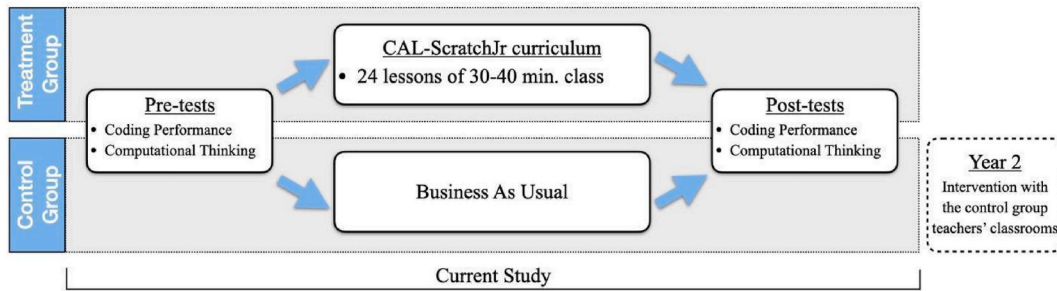 Treatment
Group
CAL-ScratchJr curriculum
• 24 lessons of 30-40 min. class
Pre-tests
• Coding Performance
• Computational Thinking
Post-tests
• Coding Performance
• Computational Thinking
Control
Group
Business As Usual
Year 2
Intervention with
the control group
teachers' classrooms
Current Study